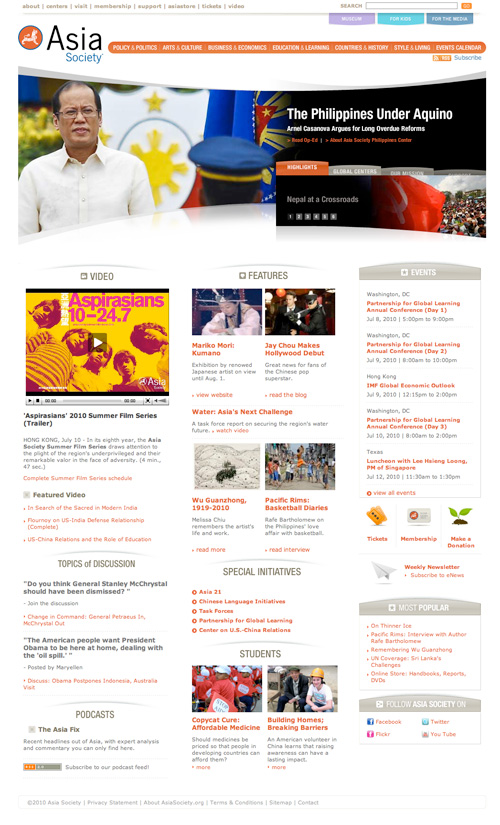 about | centers | visit | membership | support | asiastore | tickets | video
SEARCH GO
MUSEUM FOR KIDS FOR THE MEDIA
Asia
Society
POLICY & POLITICS | ARTS & CULTURE | BUSINESS & ECONOMICS | EDUCATION & LEARNING | COUNTRIES & HISTORY | STYLE & LIVING | EVENTS CALENDAR
RSS Subscribe
The Philippines Under Aquino
Arnel Casanova Argues for Long Overdue Reforms
» Read Op-Ed | » About Asia Society Philippines Center
HIGHLIGHTS GLOBAL CENTERS OUR MISSION
Nepal at a Crossroads
1 2 3 4 5 6
VIDEO
Aspirasians
10-24.7
Asia
Society
00:00 00:00
'Aspirasians' 2010 Summer Film Series
(Trailer)
HONG KONG, July 10 - In its eighth year, the Asia
Society Summer Film Series draws attention to
the plight of the region's underprivileged and their
remarkable valor in the face of adversity. (4 min.,
47 sec.)
Complete Summer Film Series schedule
Featured Video
In Search of the Sacred in Modern India
Flournoy on US-India Defense Relationship
(Complete)
US-China Relations and the Role of Education
TOPICS of DISCUSSION
"Do you think General Stanley McChrystal
should have been dismissed? "
- Join the discussion
Change in Command: General Petraeus In,
McChrystal Out
"The American people want President
Obama to be here at home, dealing with
the 'oil spill.' "
- Posted by Maryellen
Discuss: Obama Postpones Indonesia, Australia
Visit
PODCASTS
The Asia Fix
Recent headlines out of Asia, with expert analysis
and commentary you can only find here.
Subscribe to our podcast feed!
FEATURES
Mariko Mori:
Kumano
Exhibition by renowned
Japanese artist on view
until Aug. 1.
view website
Jay Chou Makes
Hollywood Debut
Great news for fans of
the Chinese pop
superstar.
read the blog
Water: Asia's Next Challenge
A task force report on securing the region's water
future. watch video
Wu Guanzhong,
1919-2010
Melissa Chiu
remembers the artist's
life and work.
read more
Pacific Rims:
Basketball Diaries
Rafe Bartholomew on
the Philippines' love
affair with basketball.
read interview
SPECIAL INITIATIVES
Asia 21
Chinese Language Initiatives
Task Forces
Partnership for Global Learning
Center on U.S.-China Relations
STUDENTS
Copycat Cure:
Affordable Medicine
Should medicines be
priced so that people in
developing countries can
afford them?
more
Building Homes;
Breaking Barriers
An American volunteer in
China learns that raising
awareness can have a
lasting impact.
more
EVENTS
Washington, DC
Partnership for Global Learning
Annual Conference (Day 1)
Jul 8, 2010 | 5:00pm to 9:00pm
Washington, DC
Partnership for Global Learning
Annual Conference (Day 2)
Jul 9, 2010 | 8:00am to 10:00pm
Hong Kong
IMF Global Economic Outlook
Jul 9, 2010 | 12:15pm to 2:00pm
Washington, DC
Partnership for Global Learning
Annual Conference (Day 3)
Jul 10, 2010 | 8:00am to 2:00pm
Texas
Luncheon with Lee Hsieng Loong,
PM of Singapore
Jul 12, 2010 | 11:30am to 1:30pm
view all events
Tickets Membership Make a
Donation
Weekly Newsletter
Subscribe to eNews
MOST POPULAR
On Thinner Ice
Pacific Rims: Interview with Author
Rafe Bartholomew
Remembering Wu Guanzhong
UN Coverage: Sri Lanka's
Challenges
Online Store: Handbooks, Reports,
DVDs
FOLLOW ASIA SOCIETY ON
Facebook Twitter
Flickr You Tube
©2010 Asia Society | Privacy Statement | About AsiaSociety.org | Terms & Conditions | Sitemap | Contact